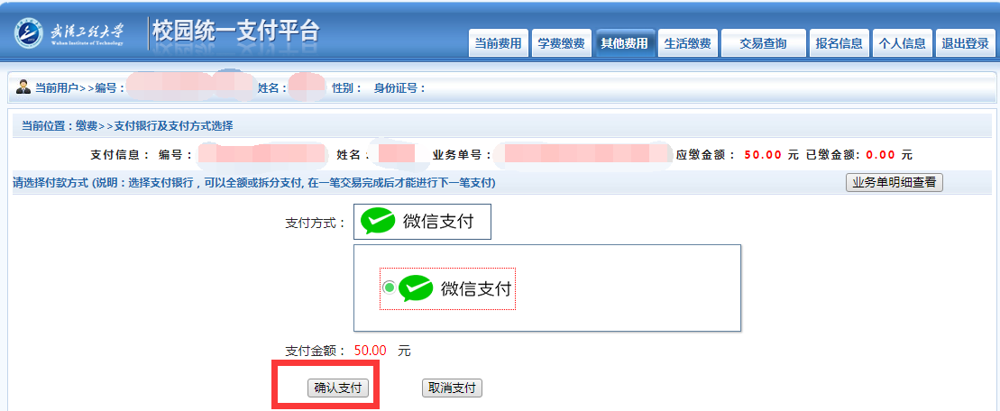 武汉工程大学 校园统一支付平台
Wuhan Institute of Technology
当前费用 学费缴费 其他费用 生活缴费 交易查询 报名信息 个人信息 退出登录
当前用户>>编号： 姓名： 性别： 身份证号：
当前位置：缴费>>支付银行及支付方式选择
支付信息： 编号： 姓名： 业务单号： 应缴金额： 50.00 元 已缴金额: 0.00 元
请选择付款方式 (说明：选择支付银行，可以全额或拆分支付, 在一笔交易完成后才能进行下一笔支付) 业务单明细查看
支付方式： 微信支付
微信支付
支付金额： 50.00 元
确认支付 取消支付